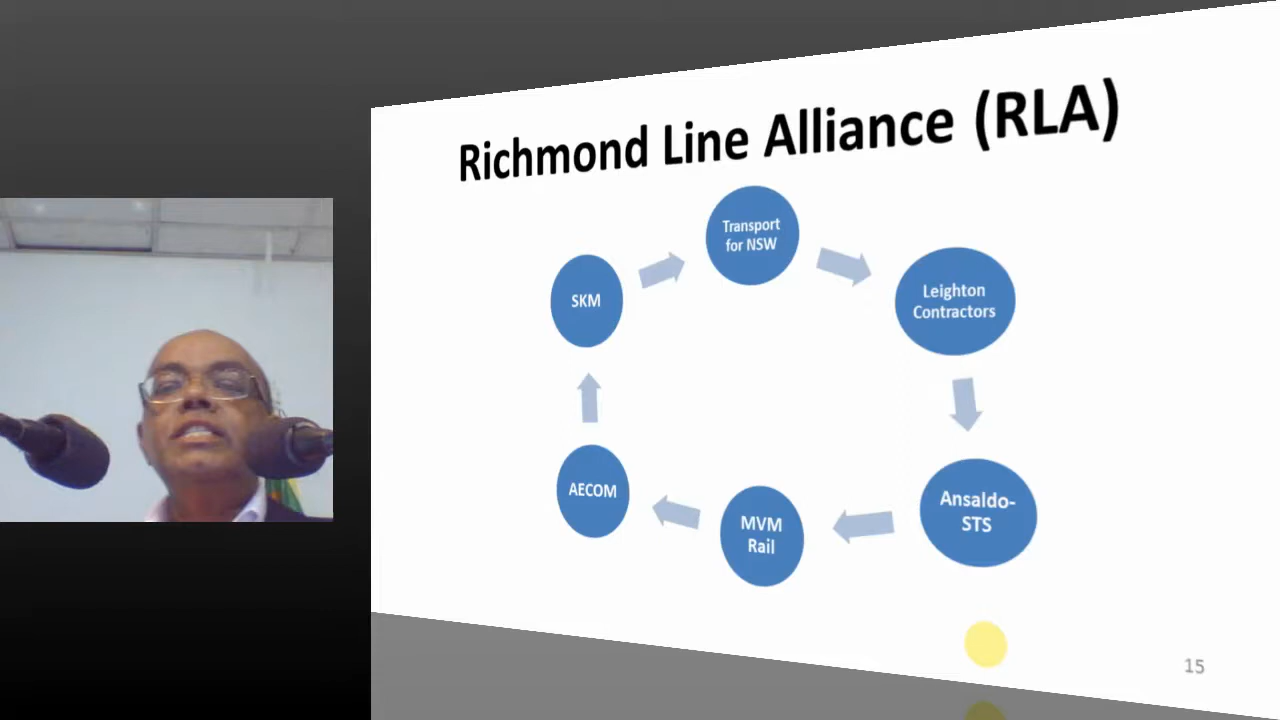 Richmond Line Alliance (RLA)
Transport
for NSW
Leighton
Contractors
Ansaldo-
STS
MVM
Rail
AECOM
SKM
15